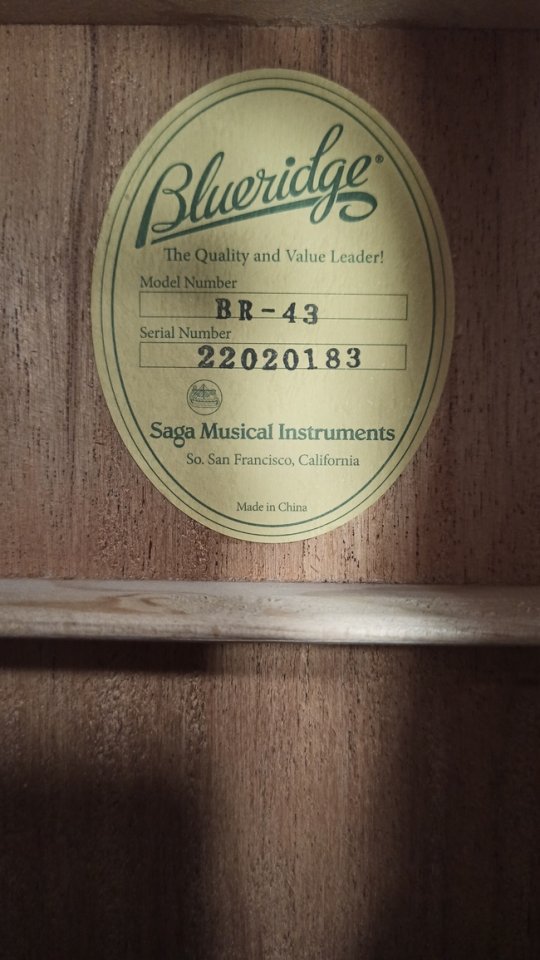 Blueridge®
The Quality and Value Leader!
Model Number
BR-43
Serial Number
22020183
Saga Musical Instruments
So. San Francisco, California
Made in China